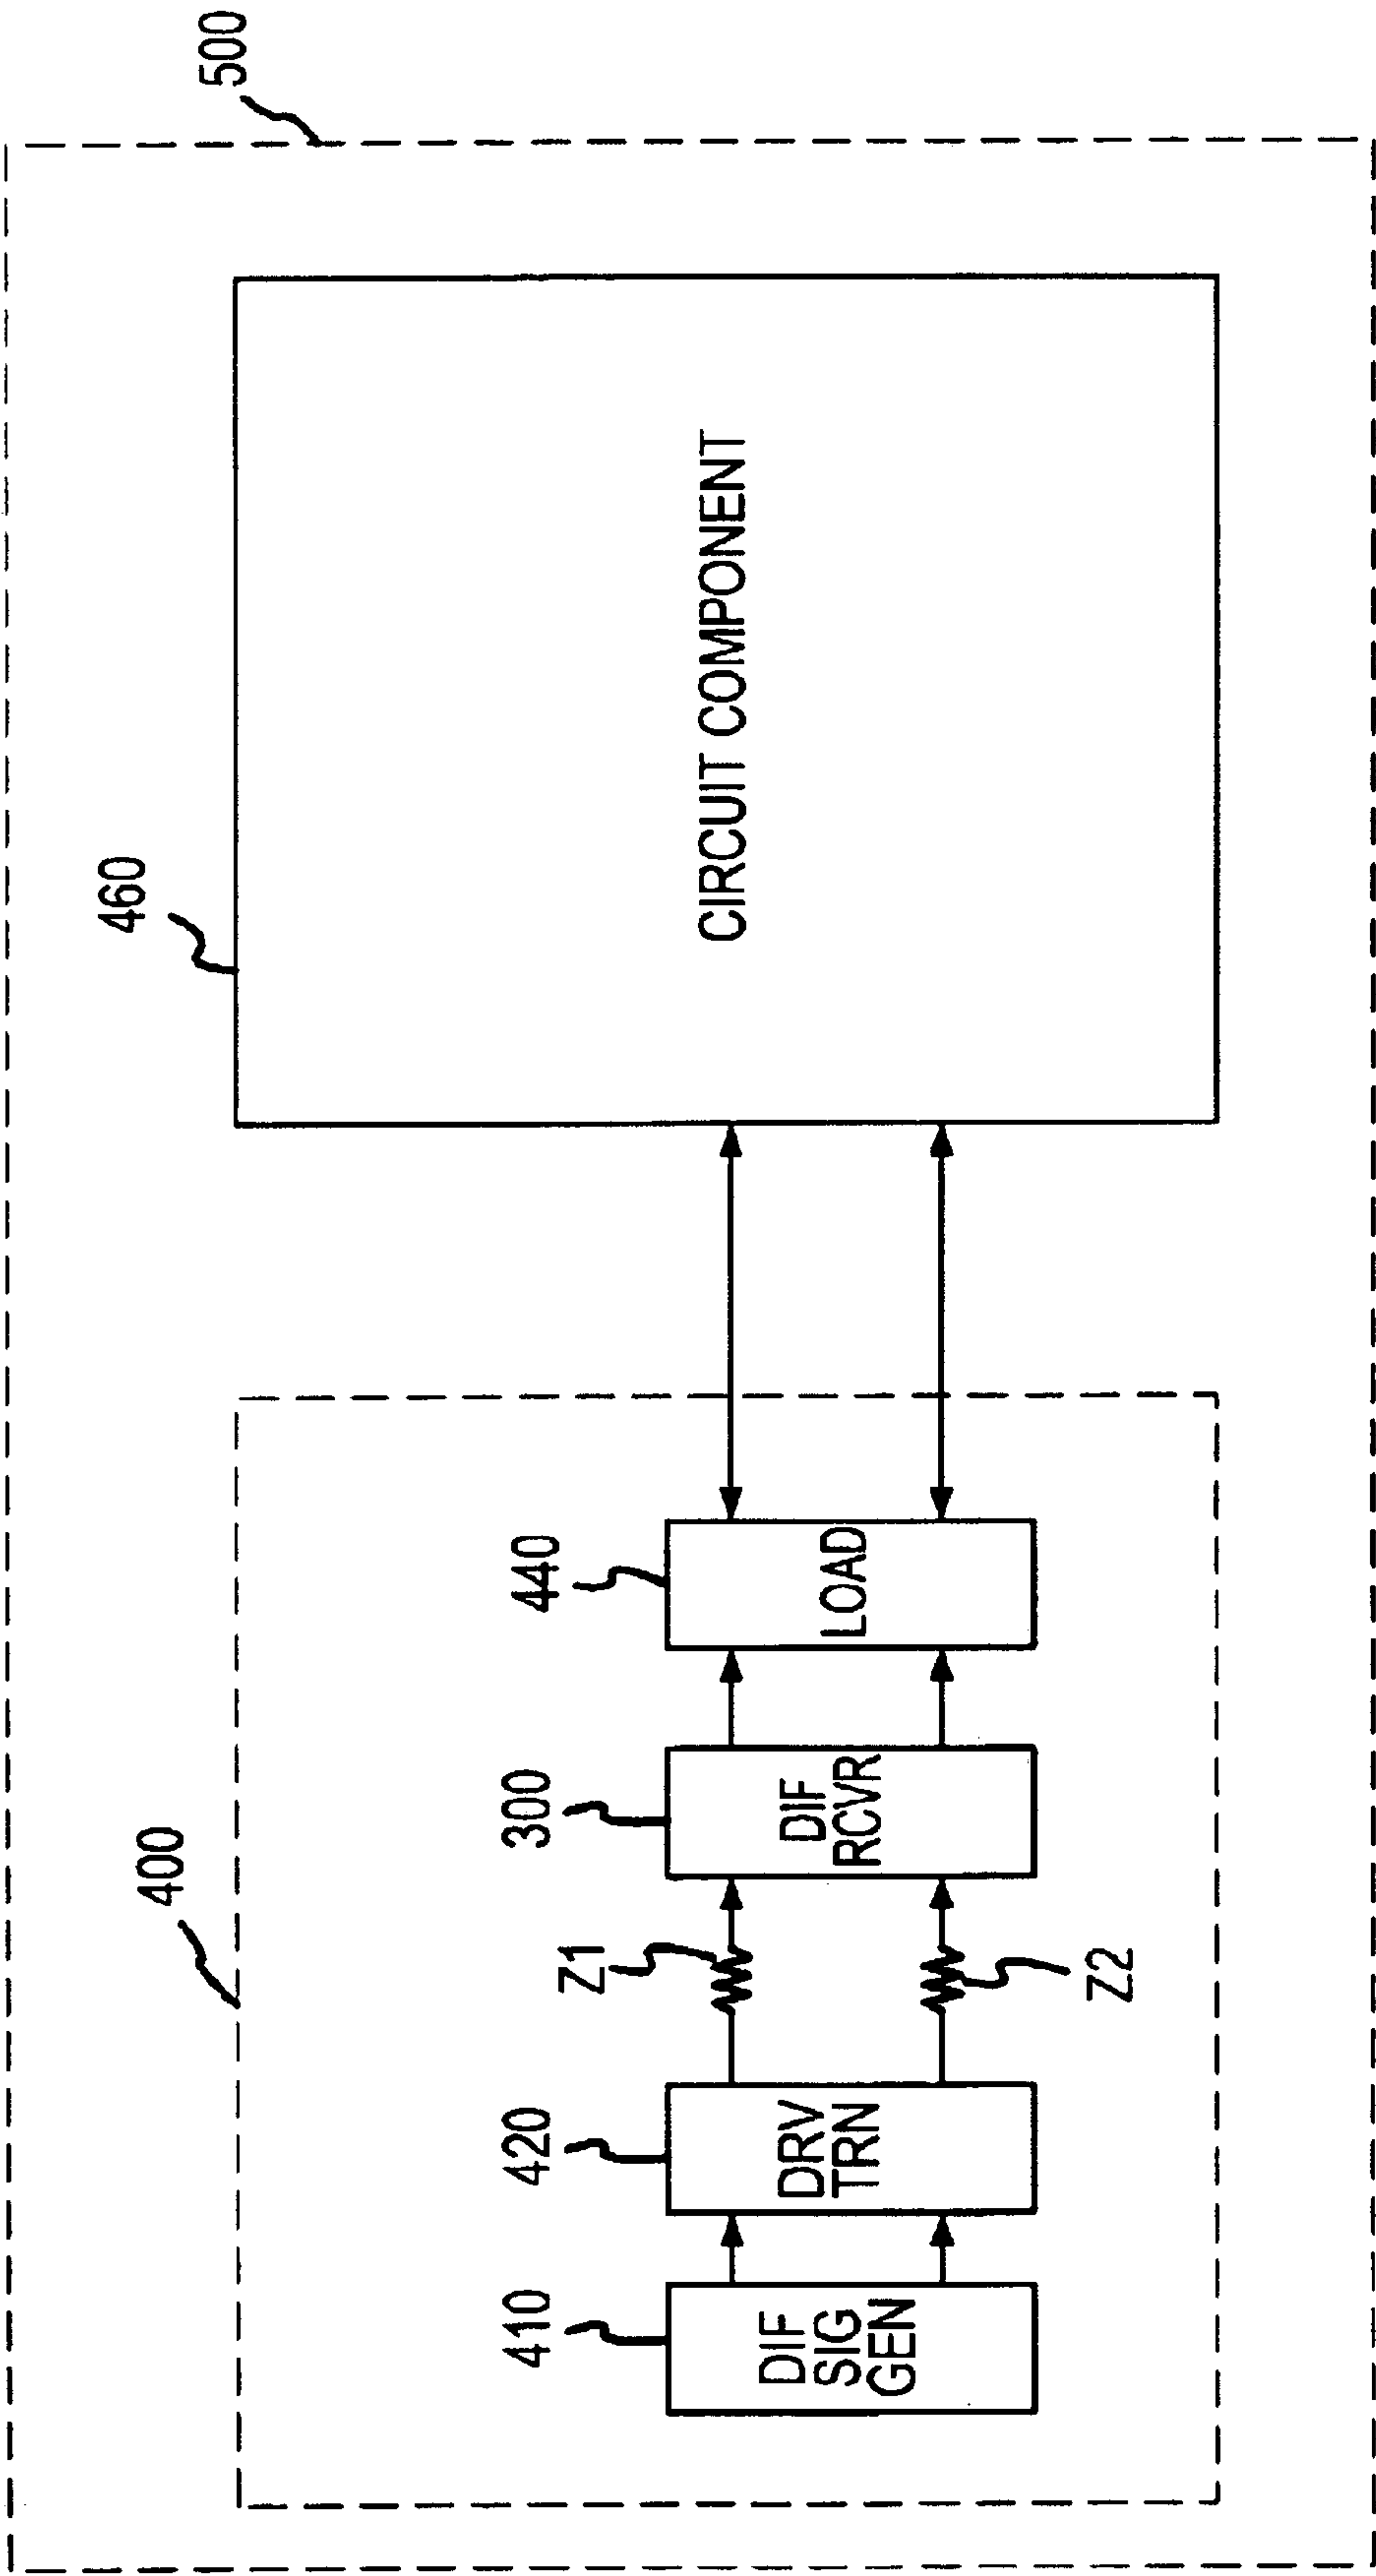 500
460
CIRCUIT COMPONENT
400
410
DIF
SIG
GEN
420
DRV
TRN
Z1
Z2
300
DIF
RCVR
440
LOAD